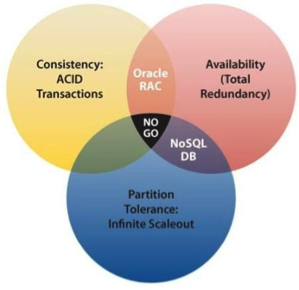 Consistency:
ACID
Transactions
Oracle
RAC
Availability
(Total
Redundancy)
NO
GO
NoSQL
DB
Partition
Tolerance:
Infinite Scaleout